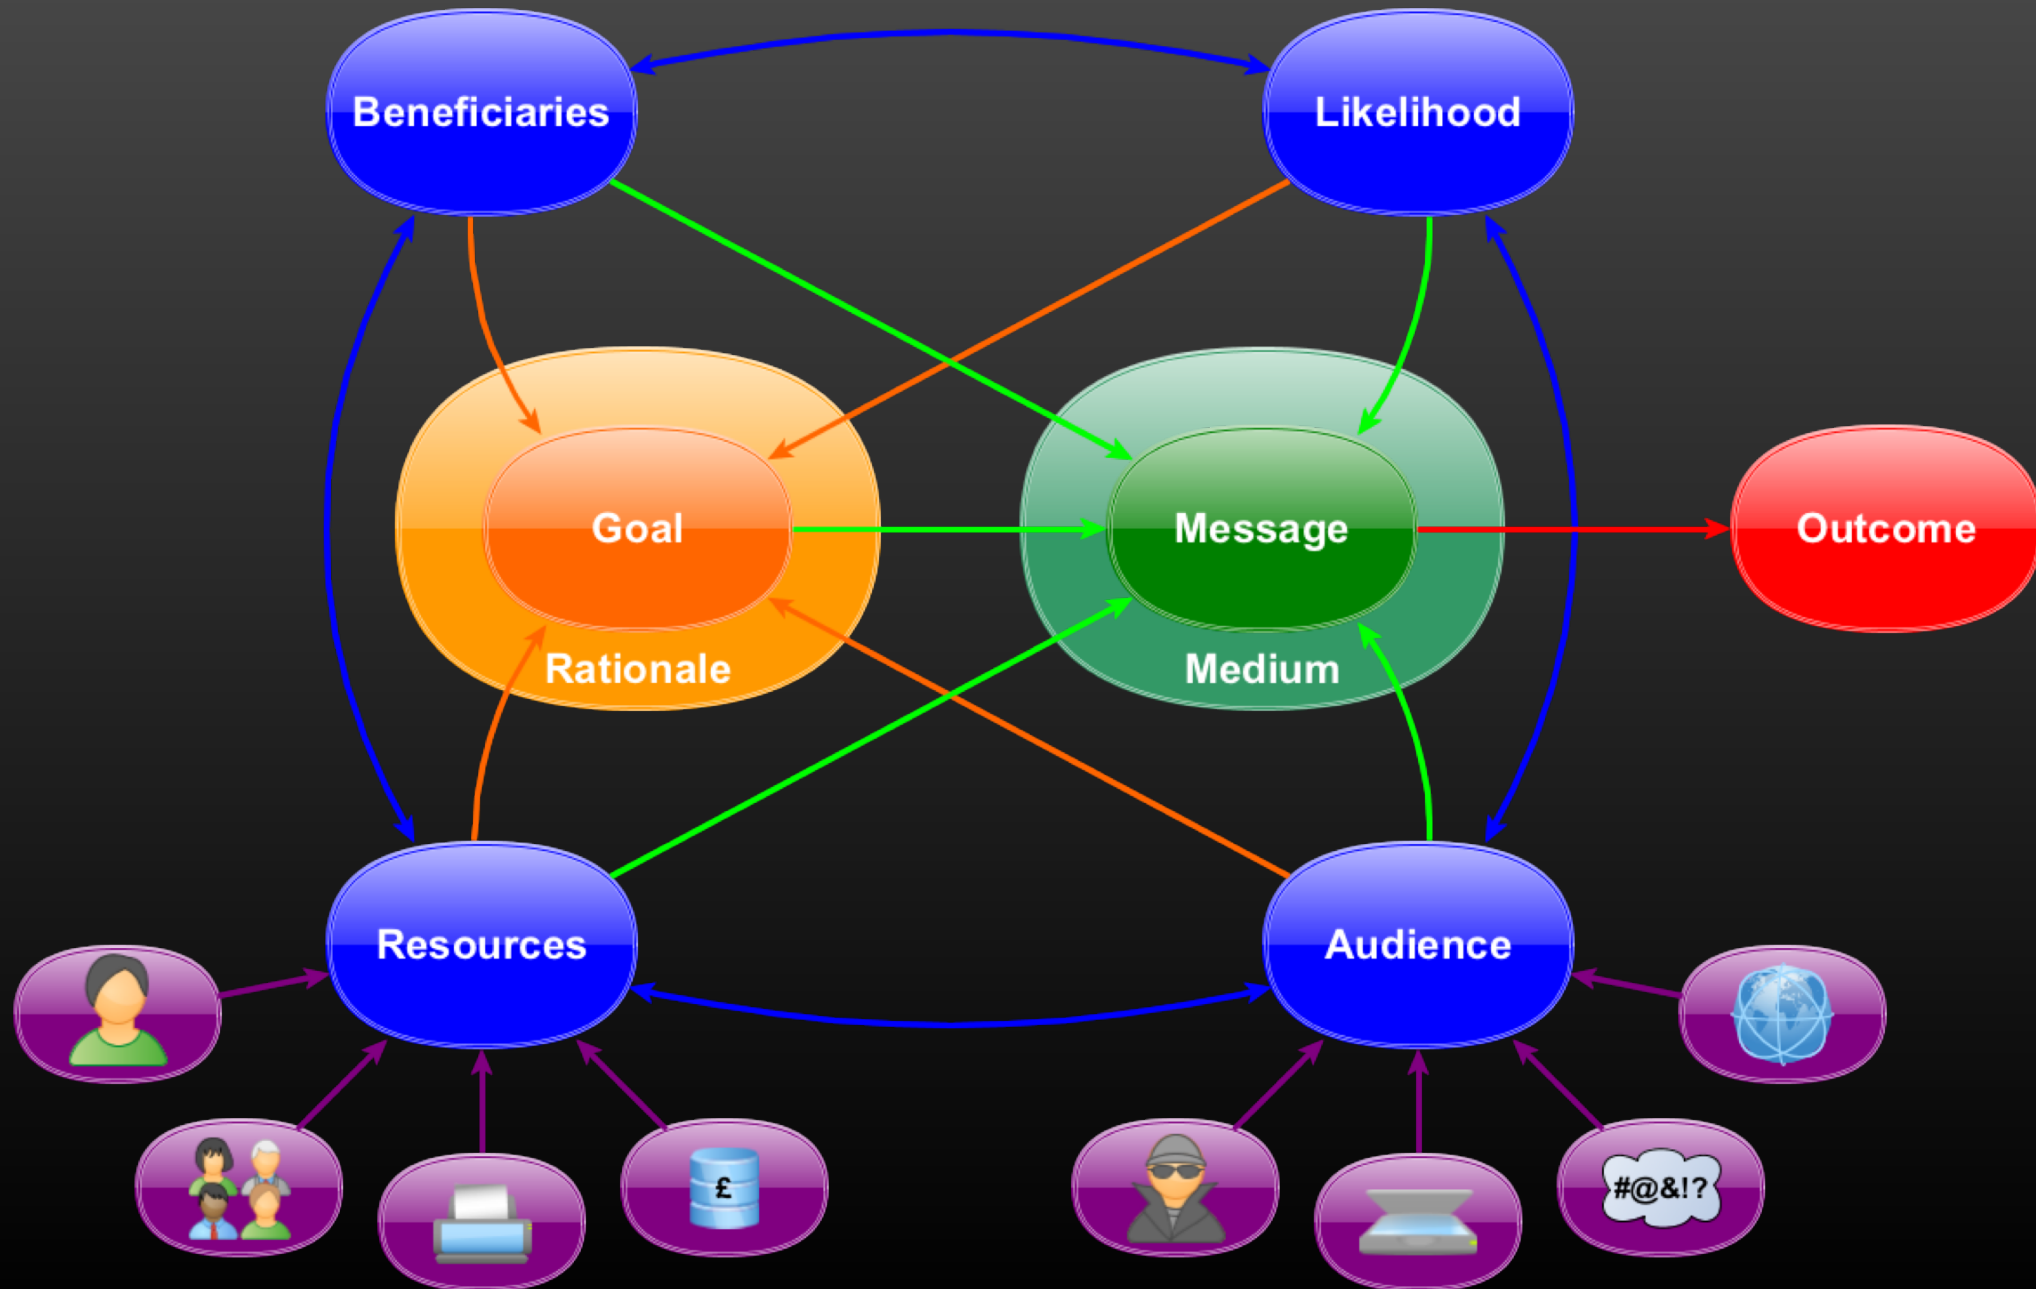 Beneficiaries
Likelihood
Goal
Message
Outcome
Rationale
Medium
Resources
Audience
£
#@&!?